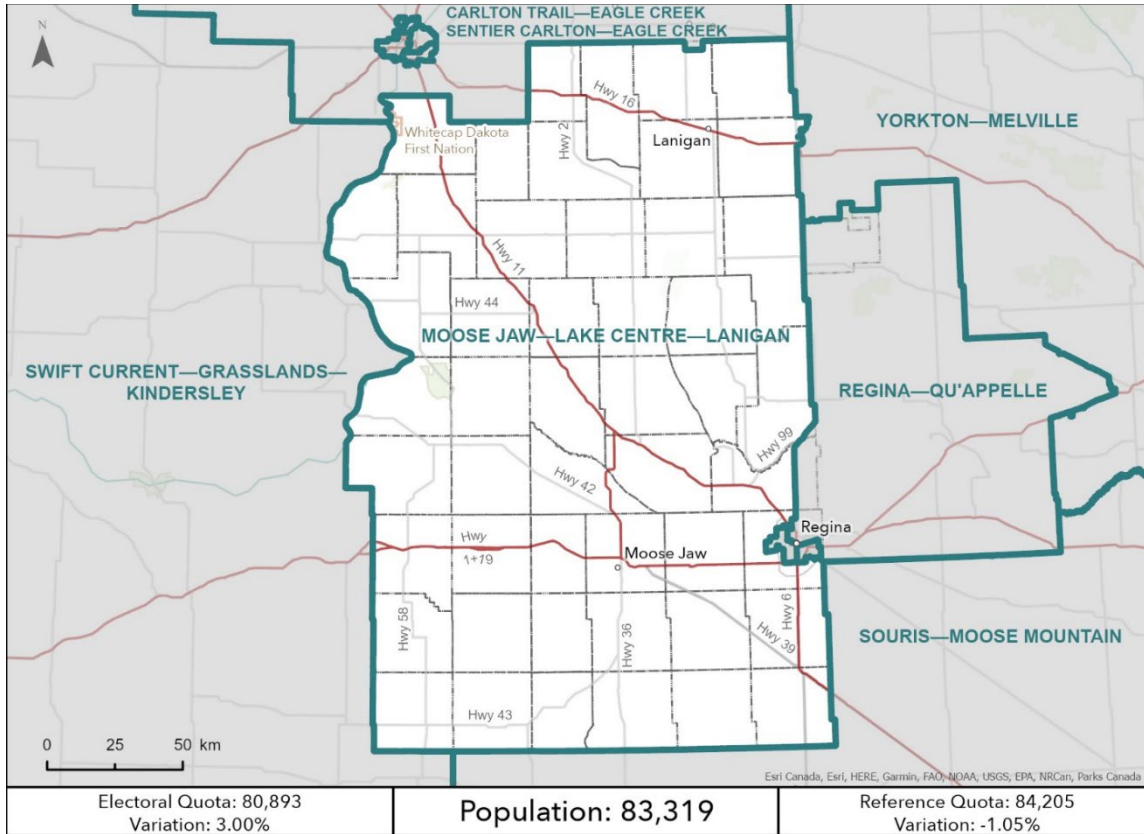 N
CARLTON TRAIL—EAGLE CREEK
SENTIER CARLTON—EAGLE CREEK
Hwy 16
Hwy 2
Lanigan
Whitecap Dakota
First Nation
YORKTON—MELVILLE
Hwy 11
Hwy 44
MOOSE JAW—LAKE CENTRE—LANIGAN
SWIFT CURRENT—GRASSLANDS—
KINDERSLEY
REGINA—QU'APPELLE
Hwy 99
Hwy 42
Regina
Hwy
1+19
Moose Jaw
Hwy 58
Hwy 36
Hwy 6
Hwy 39
SOURIS—MOOSE MOUNTAIN
Hwy 43
0 25 50 km
Esri Canada, Esri, HERE, Garmin, FAO, NOAA, USGS, EPA, NRCan, Parks Canada
Electoral Quota: 80,893
Variation: 3.00%
Population: 83,319
Reference Quota: 84,205
Variation: -1.05%